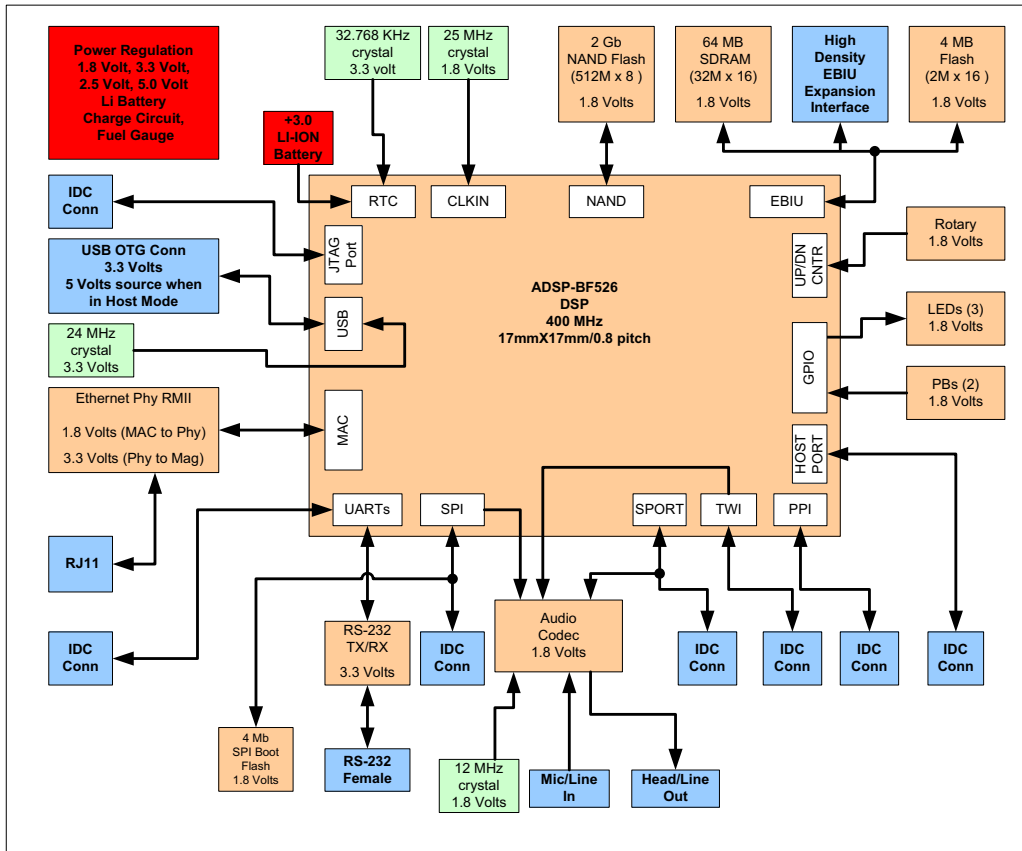 Power Regulation
1.8 Volt, 3.3 Volt,
2.5 Volt, 5.0 Volt
Li Battery
Charge Circuit,
Fuel Gauge
32.768 KHz
crystal
3.3 volt
25 MHz
crystal
1.8 Volts
2 Gb
NAND Flash
(512M x 8 )
1.8 Volts
64 MB
SDRAM
(32M x 16)
1.8 Volts
High
Density
EBIU
Expansion
Interface
4 MB
Flash
(2M x 16 )
1.8 Volts
+3.0
LI-ION
Battery
IDC
Conn
RTC
CLKIN
NAND
EBIU
JTAG
Port
UP/DN
CNTR
Rotary
1.8 Volts
USB OTG Conn
3.3 Volts
5 Volts source when
in Host Mode
USB
ADSP-BF526
DSP
400 MHz
17mmX17mm/0.8 pitch
LEDs (3)
1.8 Volts
24 MHz
crystal
3.3 Volts
GPIO
PBs (2)
1.8 Volts
Ethernet Phy RMII
1.8 Volts (MAC to Phy)
3.3 Volts (Phy to Mag)
MAC
HOST
PORT
UARTs
SPI
SPORT
TWI
PPI
RJ11
IDC
Conn
RS-232
TX/RX
3.3 Volts
IDC
Conn
Audio
Codec
1.8 Volts
IDC
Conn
IDC
Conn
IDC
Conn
IDC
Conn
4 Mb
SPI Boot
Flash
1.8 Volts
RS-232
Female
12 MHz
crystal
1.8 Volts
Mic/Line
In
Head/Line
Out